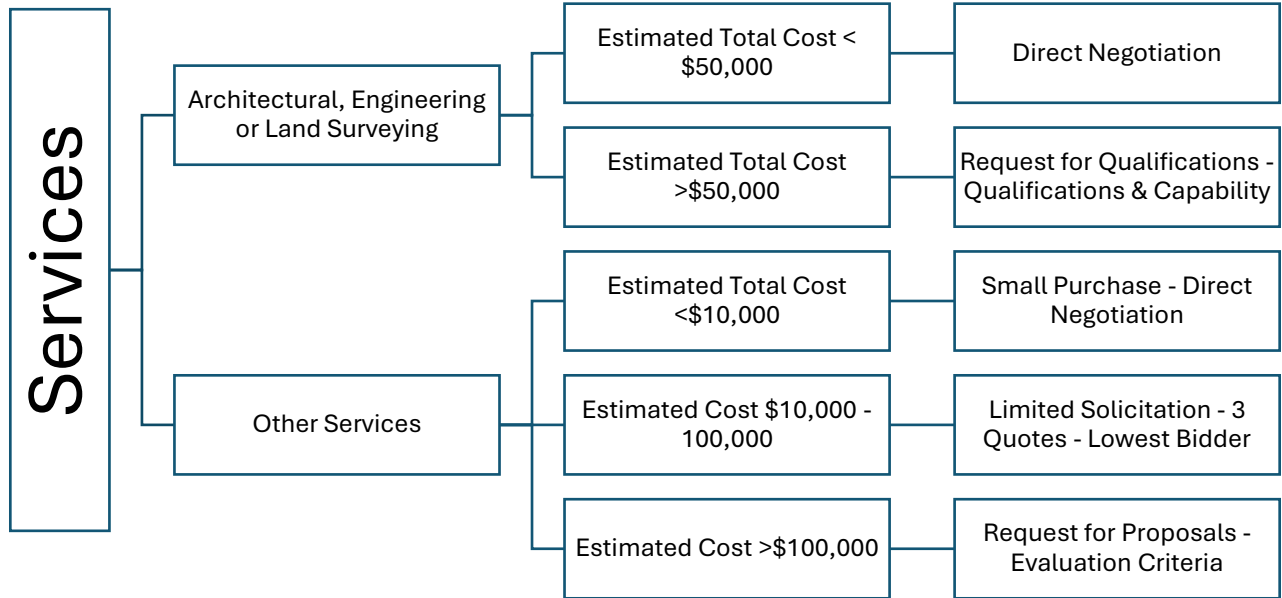 Services
Architectural, Engineering
or Land Surveying
Estimated Total Cost <
$50,000
Direct Negotiation
Estimated Total Cost
>$50,000
Request for Qualifications -
Qualifications & Capability
Other Services
Estimated Total Cost
<$10,000
Small Purchase - Direct
Negotiation
Estimated Cost $10,000 -
100,000
Limited Solicitation - 3
Quotes - Lowest Bidder
Estimated Cost >$100,000
Request for Proposals -
Evaluation Criteria